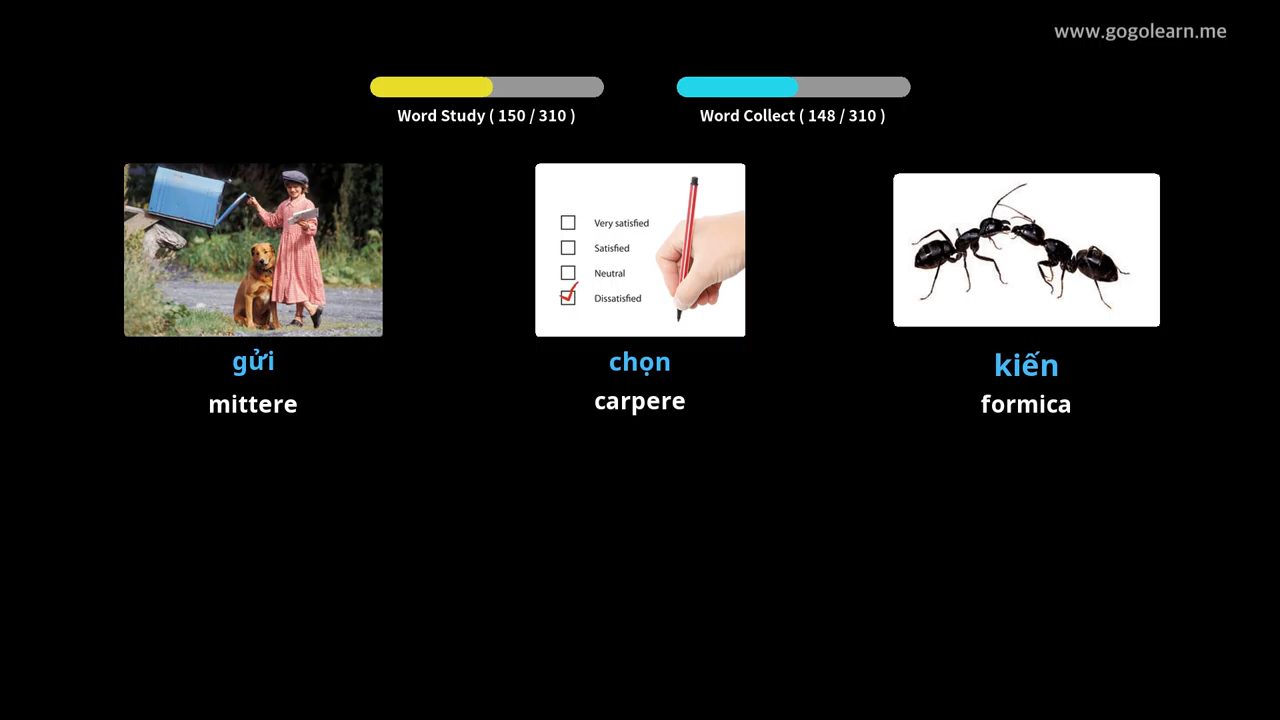 www.gogolearn.me
Word Study ( 150 / 310 )
Word Collect ( 148 / 310 )
Very satisfied
Satisfied
Neutral
Dissatisfied
gửi
chọn
kiến
mittere
carpere
formica